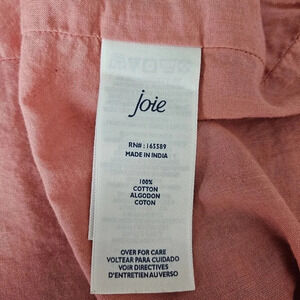 joie
RN# : 165589
MADE IN INDIA
100%
COTTON
ALGODON
COTON
OVER FOR CARE
VOLTEAR PARA CUIDADO
VOIR DIRECTIVES
D'ENTRETIEN AU VERSO